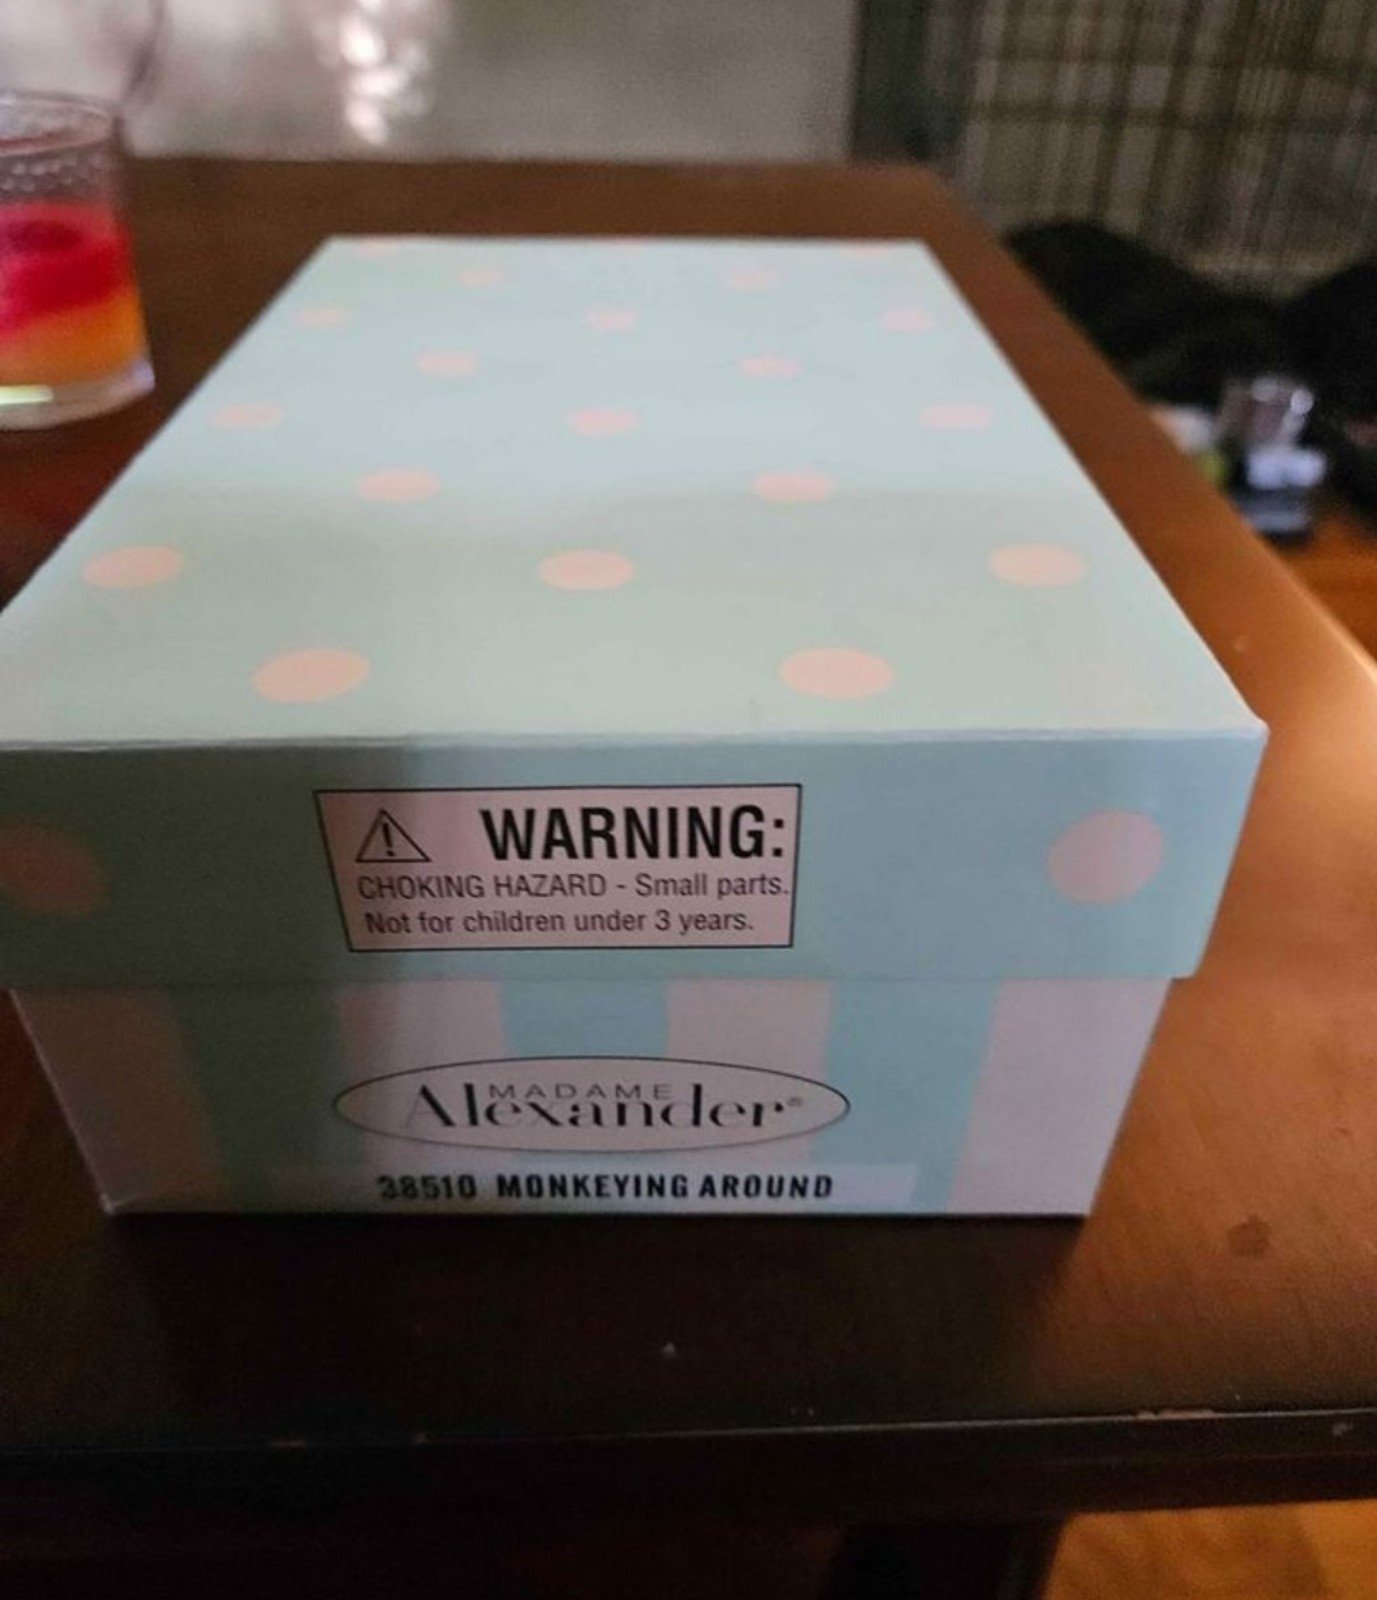 WARNING:
CHOKING HAZARD - Small parts.
Not for children under 3 years.
MADAME
Alexander®
38510 MONKEYING AROUND